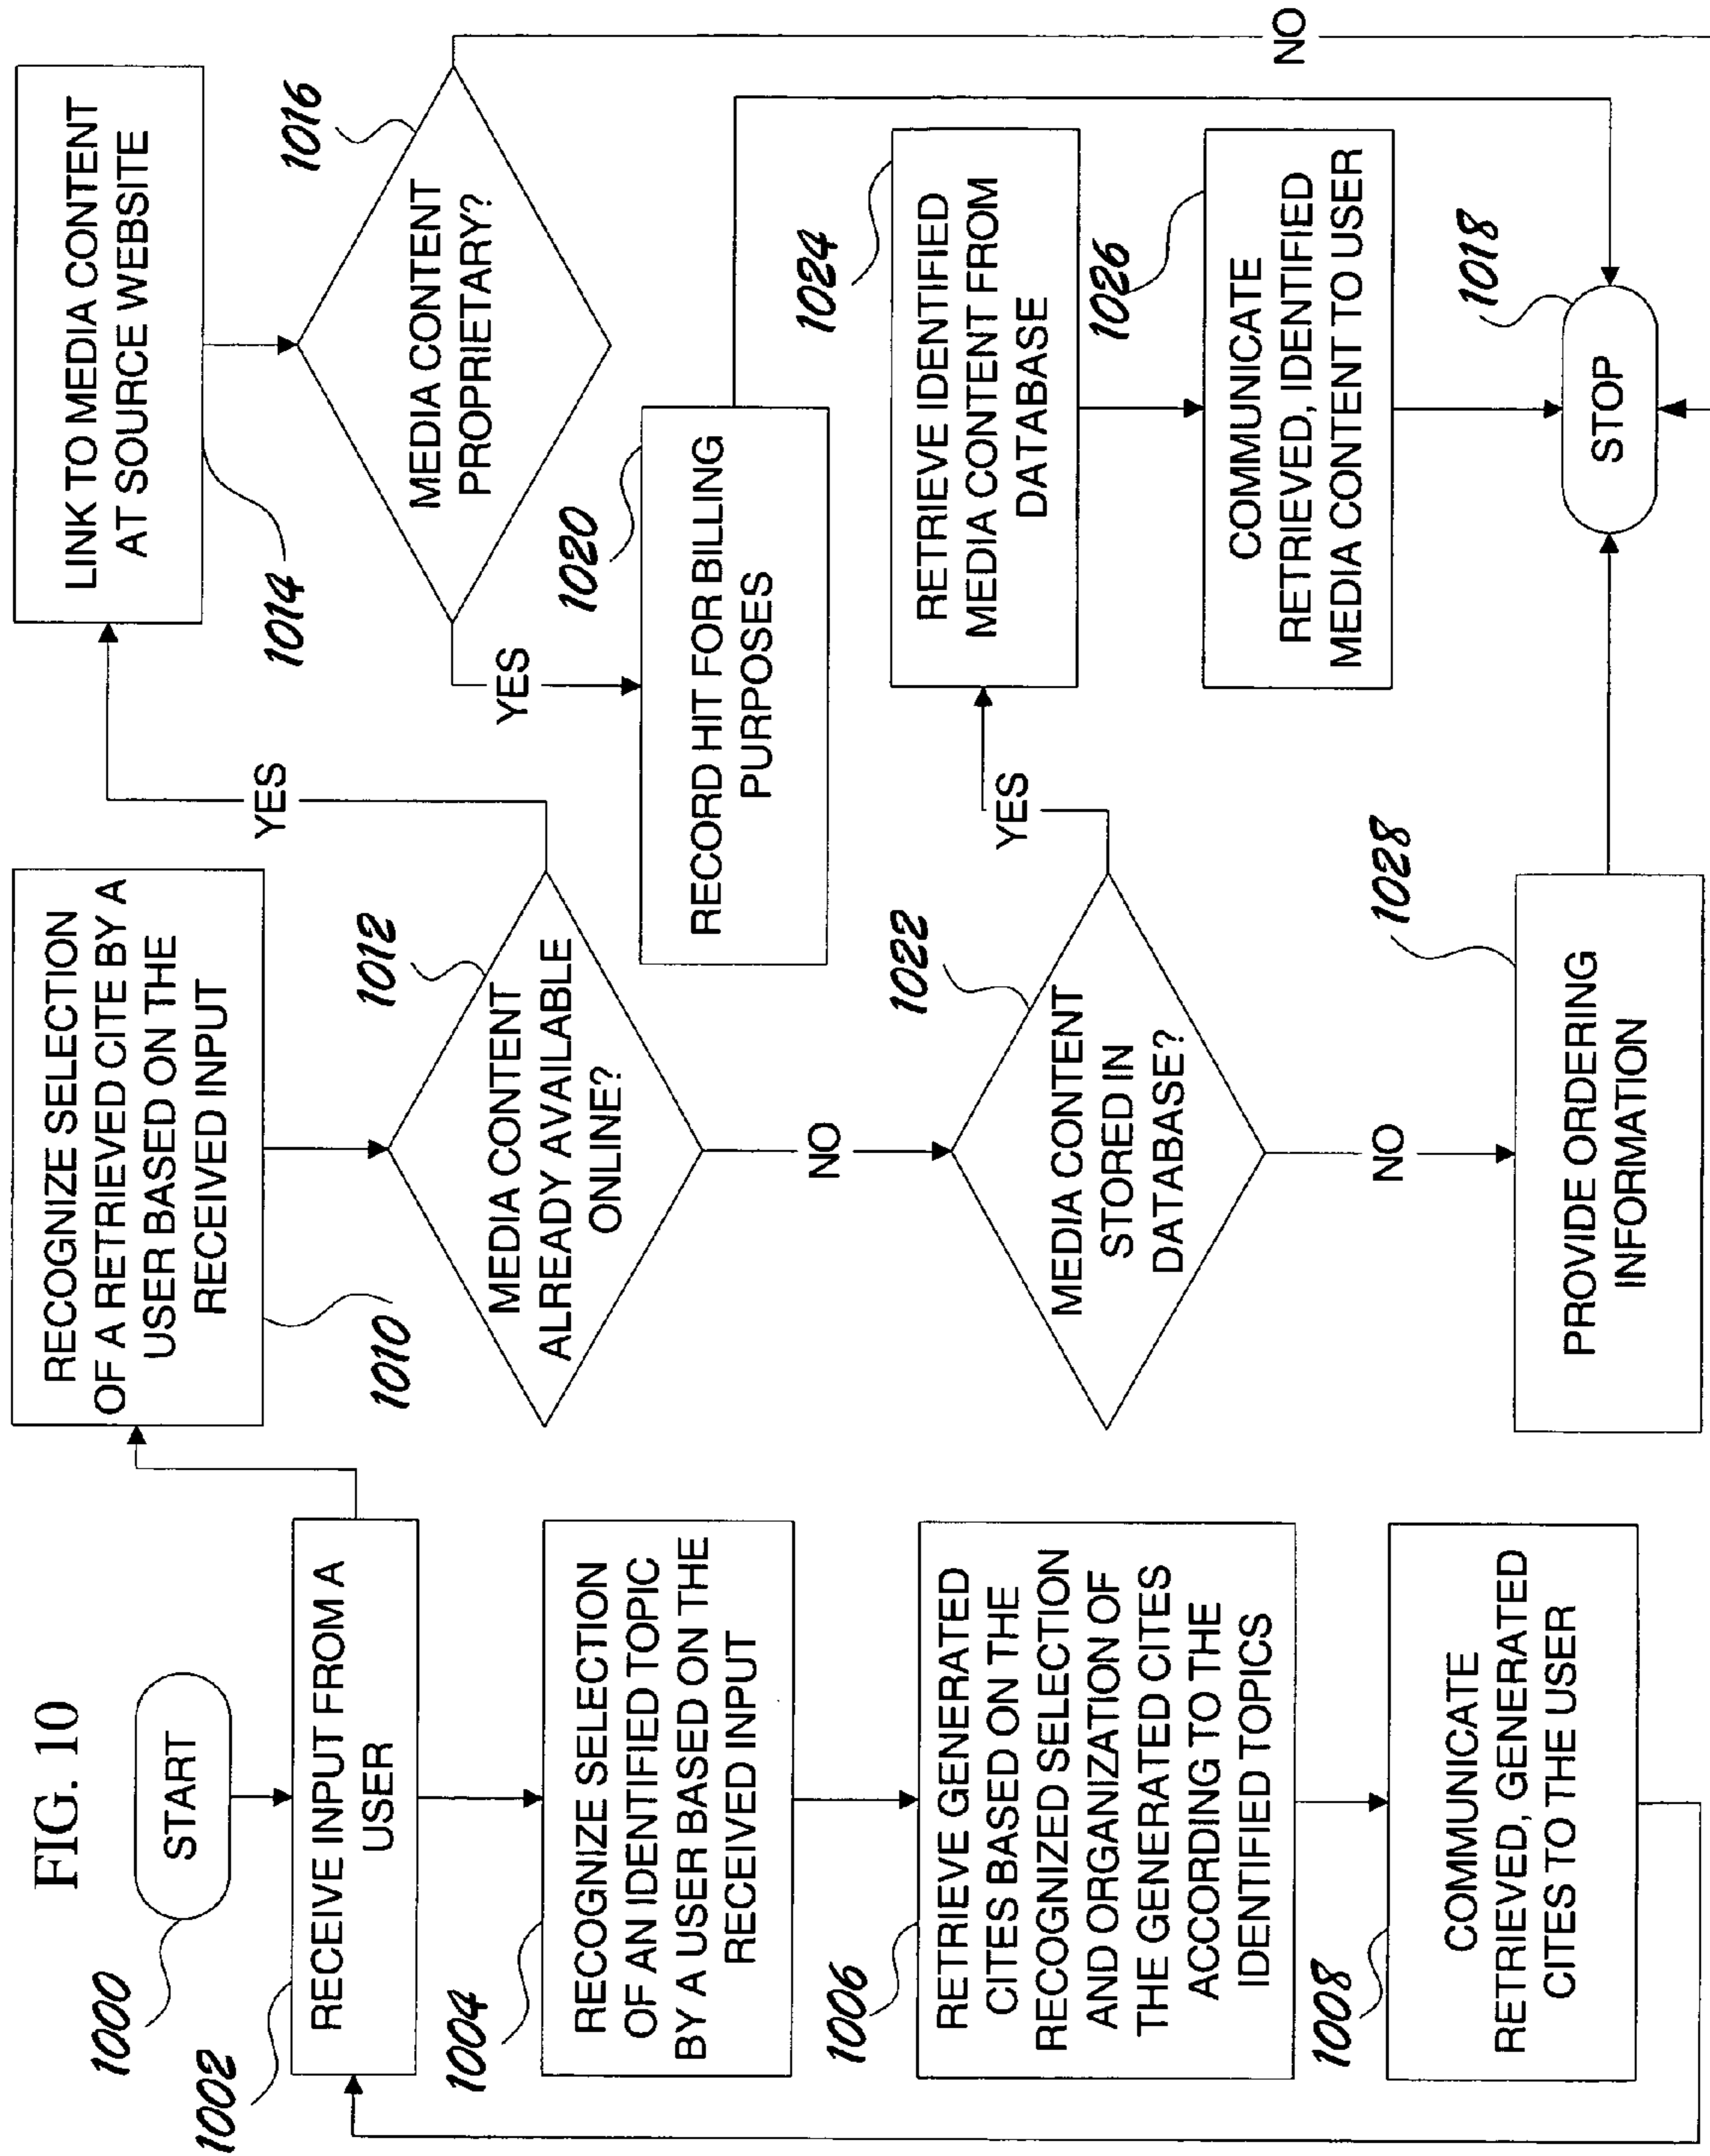 FIG. 10
1000
START
1002
RECEIVE INPUT FROM A
USER
1004
RECOGNIZE SELECTION
OF AN IDENTIFIED TOPIC
BY A USER BASED ON THE
RECEIVED INPUT
1006
RETRIEVE GENERATED
CITES BASED ON THE
RECOGNIZED SELECTION
AND ORGANIZATION OF
THE GENERATED CITES
ACCORDING TO THE
IDENTIFIED TOPICS
1008
COMMUNICATE
RETRIEVED, GENERATED
CITES TO THE USER
RECOGNIZE SELECTION
OF A RETRIEVED CITE BY A
USER BASED ON THE
RECEIVED INPUT
1010
1012
MEDIA CONTENT
ALREADY AVAILABLE
ONLINE?
YES
NO
1022
MEDIA CONTENT
STORED IN
DATABASE?
YES
NO
1028
PROVIDE ORDERING
INFORMATION
LINK TO MEDIA CONTENT
AT SOURCE WEBSITE
1014
1016
MEDIA CONTENT
PROPRIETARY?
YES
NO
1020
RECORD HIT FOR BILLING
PURPOSES
1024
RETRIEVE IDENTIFIED
MEDIA CONTENT FROM
DATABASE
1026
COMMUNICATE
RETRIEVED, IDENTIFIED
MEDIA CONTENT TO USER
1018
STOP